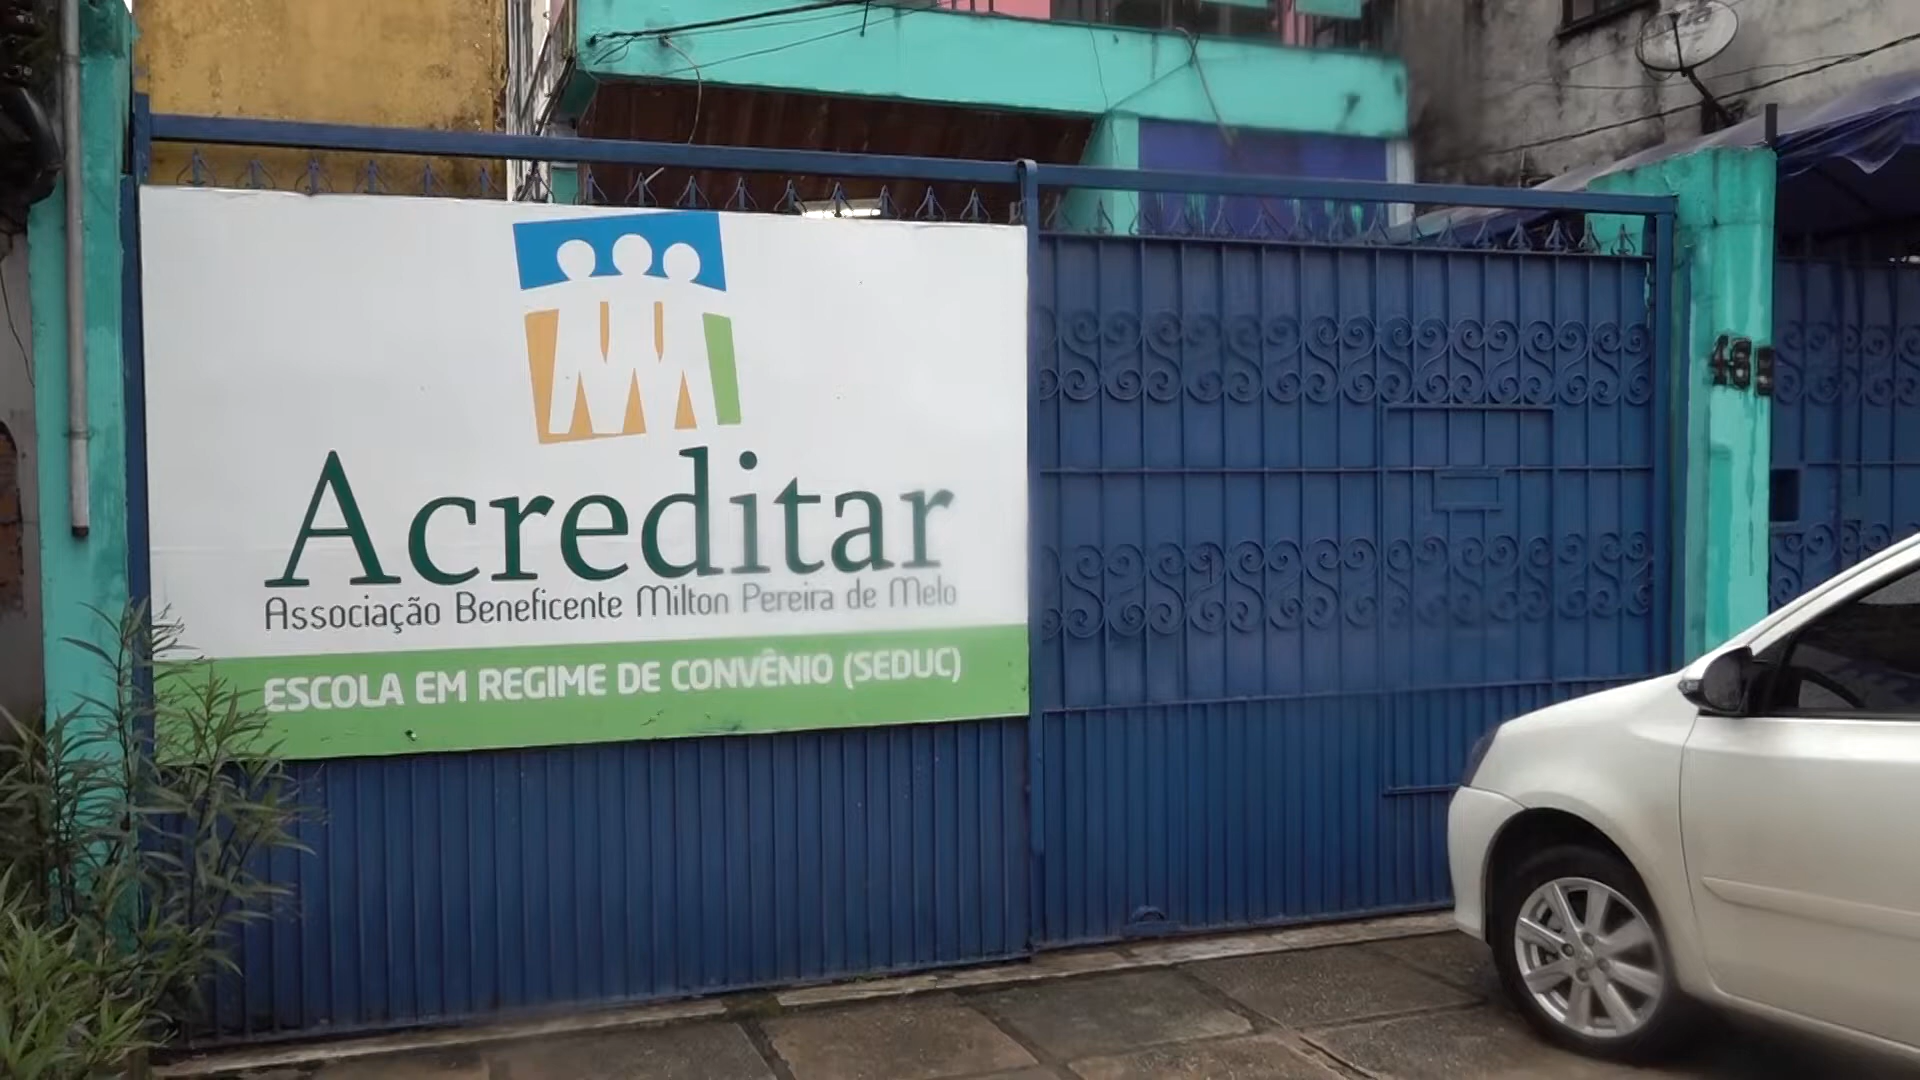 Acreditar
Associação Beneficente Milton Pereira de Melo
ESCOLA EM REGIME DE CONVÊNIO (SEDUC)